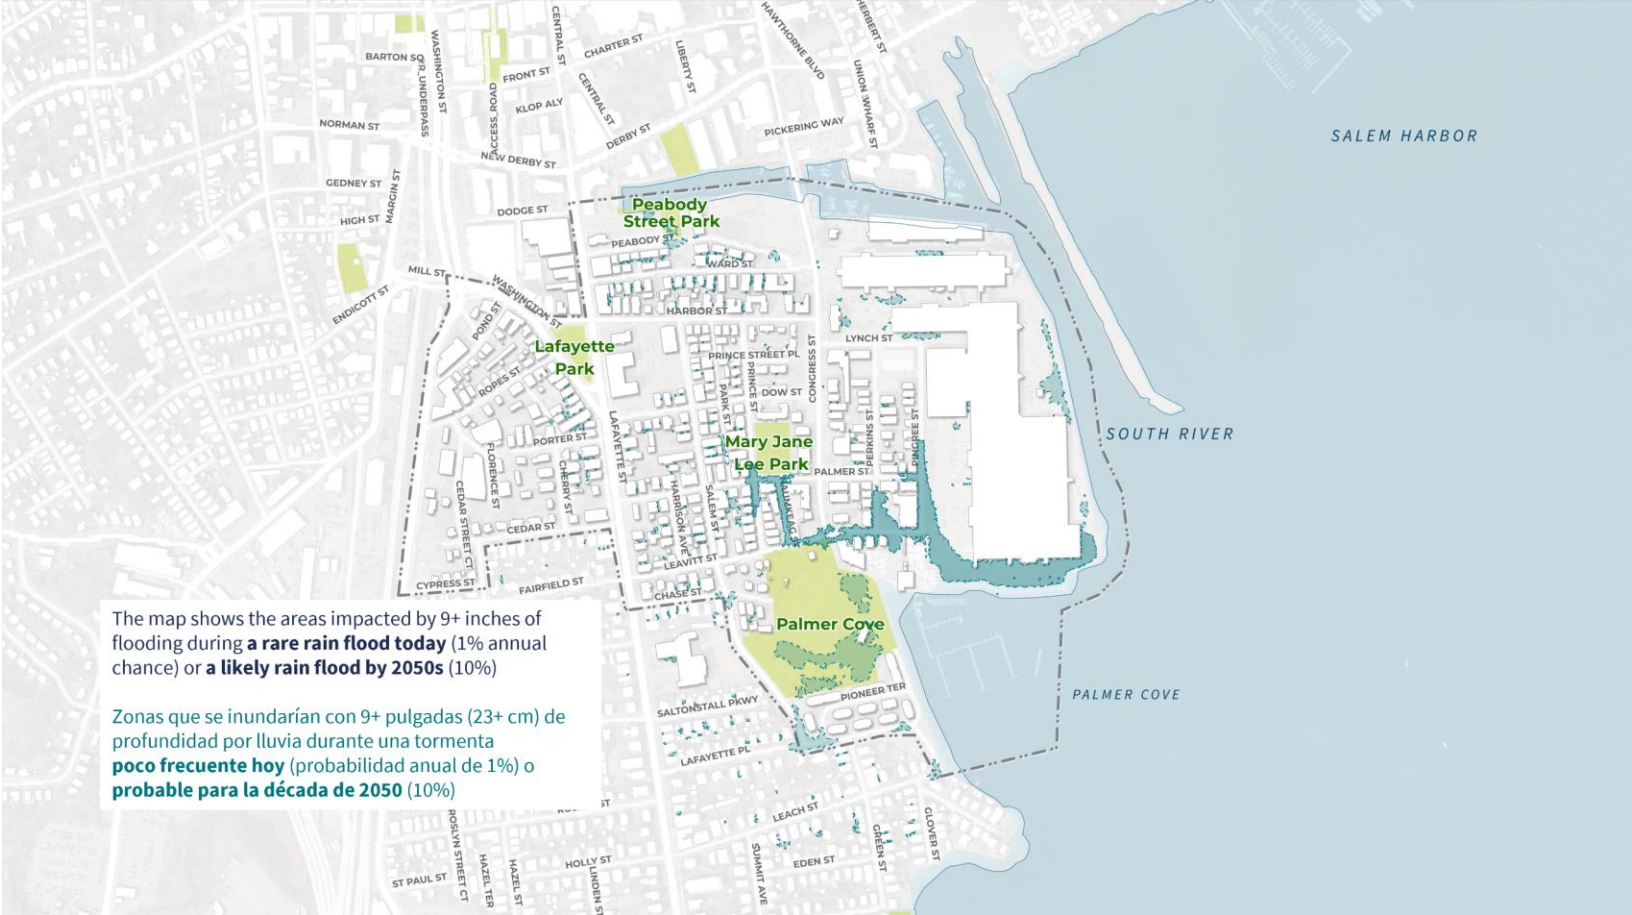 BARTON SQ
WASHINGTON ST
RR_UNDERPASS
ACCESS_ROAD
CENTRAL ST
CHARTER ST
FRONT ST
KLOP ALY
CENTRAL ST
LIBERTY ST
HAWTHORNE BLVD
HERBERT ST
UNION ST
WHARF ST
NORMAN ST
DERBY ST
PICKERING WAY
SALEM HARBOR
NEW DERBY ST
GEDNEY ST
MARGIN ST
HIGH ST
DODGE ST
Peabody
Street Park
PEABODY ST
WARD ST
MILL ST
WASHINGTON ST
ENDICOTT ST
POND ST
HARBOR ST
Lafayette
Park
LYNCH ST
PRINCE STREET PL
CONGRESS ST
ROPES ST
PARK ST
PRINCE ST
DOW ST
LAFAYETTE ST
PORTER ST
PERKINS ST
PINGREE ST
SOUTH RIVER
Mary Jane
Lee Park
PALMER ST
FLORENCE ST
CHERRY ST
CEDAR STREET CT
HARRISON AVE
SALEM ST
CEDAR ST
LEAVITT ST
CYPRESS ST
FAIRFIELD ST
CHASE ST
Palmer Cove
PIONEER TER
PALMER COVE
SALTONSTALL PKWY
LAFAYETTE PL
The map shows the areas impacted by 9+ inches of
flooding during a rare rain flood today (1% annual
chance) or a likely rain flood by 2050s (10%)
Zonas que se inundarían con 9+ pulgadas (23+ cm) de
profundidad por lluvia durante una tormenta
poco frecuente hoy (probabilidad anual de 1%) o
probable para la década de 2050 (10%)
LEACH ST
ROSLYN STREET CT
HAZEL TER
HAZEL ST
HOLLY ST
LINDEN ST
ST PAUL ST
SUMMIT AVE
EDEN ST
GREEN ST
GLOVER ST